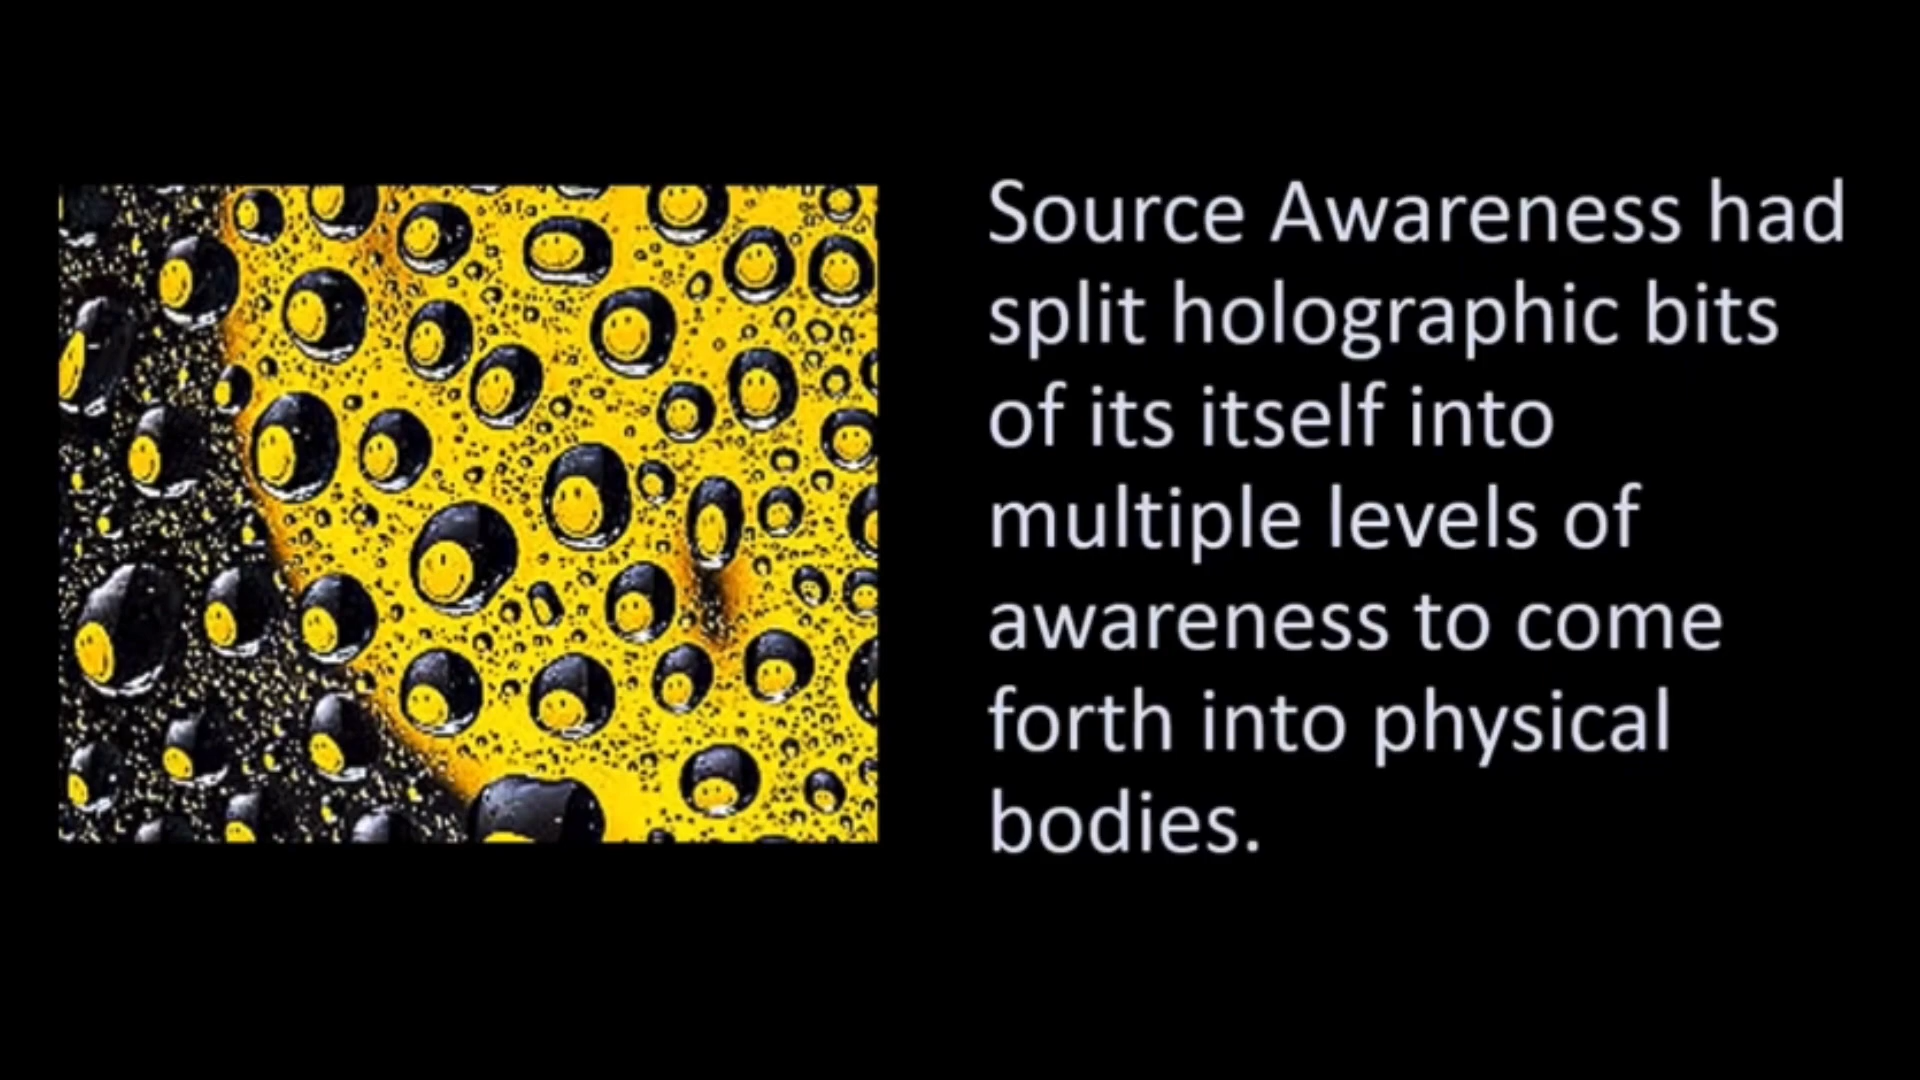 Source Awareness had
split holographic bits
of its itself into
multiple levels of
awareness to come
forth into physical
bodies.